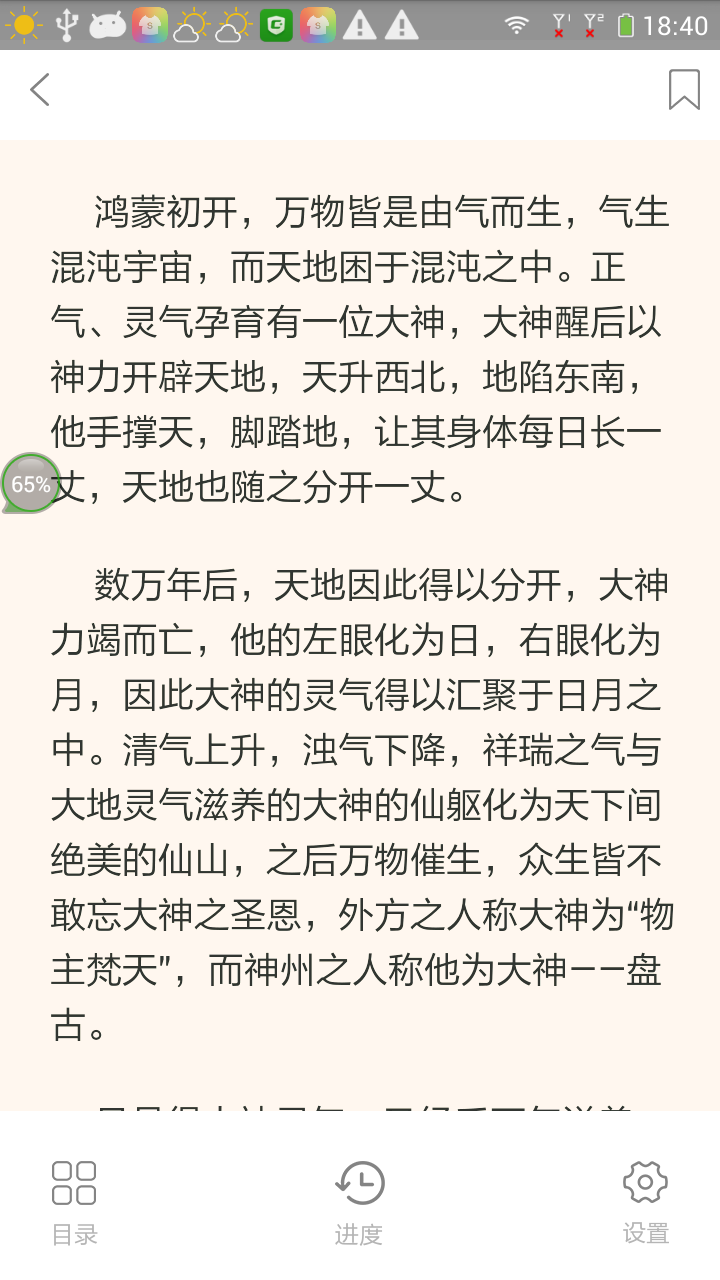 18:40
鸿蒙初开，万物皆是由气而生，气生
混沌宇宙，而天地困于混沌之中。正
气、灵气孕育有一位大神，大神醒后以
神力开辟天地，天升西北，地陷东南，
他手撑天，脚踏地，让其身体每日长一
65%
丈，天地也随之分开一丈。
数万年后，天地因此得以分开，大神
力竭而亡，他的左眼化为日，右眼化为
月，因此大神的灵气得以汇聚于日月之
中。清气上升，浊气下降，祥瑞之气与
大地灵气滋养的大神的仙躯化为天下间
绝美的仙山，之后万物催生，众生皆不
敢忘大神之圣恩，外方之人称大神为“物
主梵天”，而神州之人称他为大神——盘
古。
目录
进度
设置